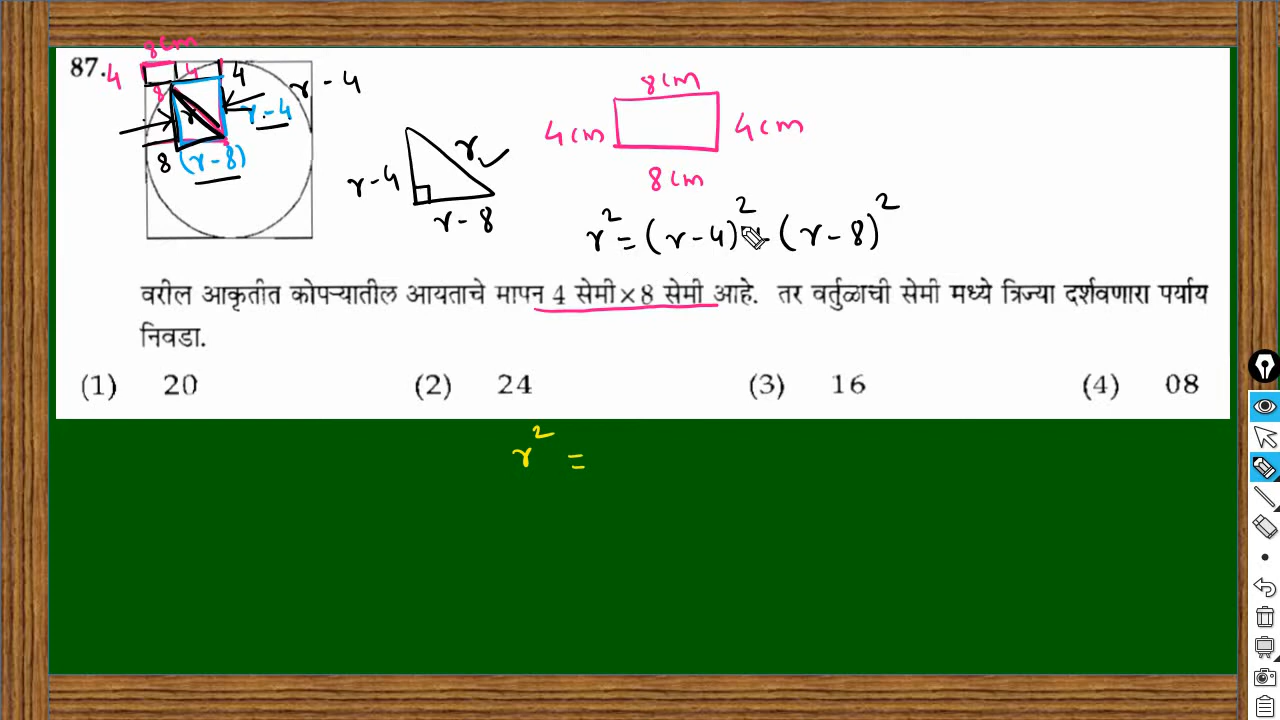 8cm
87. 4 4 4 r - 4
8 r r-4
8 (r-8)
8cm
4cm 4cm
8cm
r
r-4
r-8
r² = (r-4)² + (r-8)²
वरील आकृतीत कोपऱ्यातील आयताचे मापन 4 सेमी×8 सेमी आहे. तर वर्तुळाची सेमी मध्ये त्रिज्या दर्शवणारा पर्याय
निवडा.
(1) 20 (2) 24 (3) 16 (4) 08
r² =